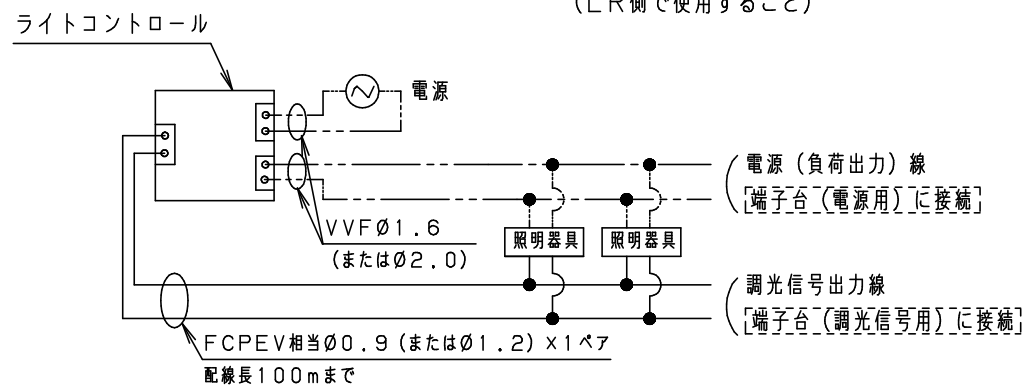 (LR側で使用すること)
ライトコントロール
電源
電源(負荷出力)線
端子台(電源用)に接続
VVFØ1.6
(またはØ2.0)
照明器具
照明器具
調光信号出力線
端子台(調光信号用)に接続
FCPEV相当Ø0.9(またはØ1.2)×1ペア
配線長100mまで